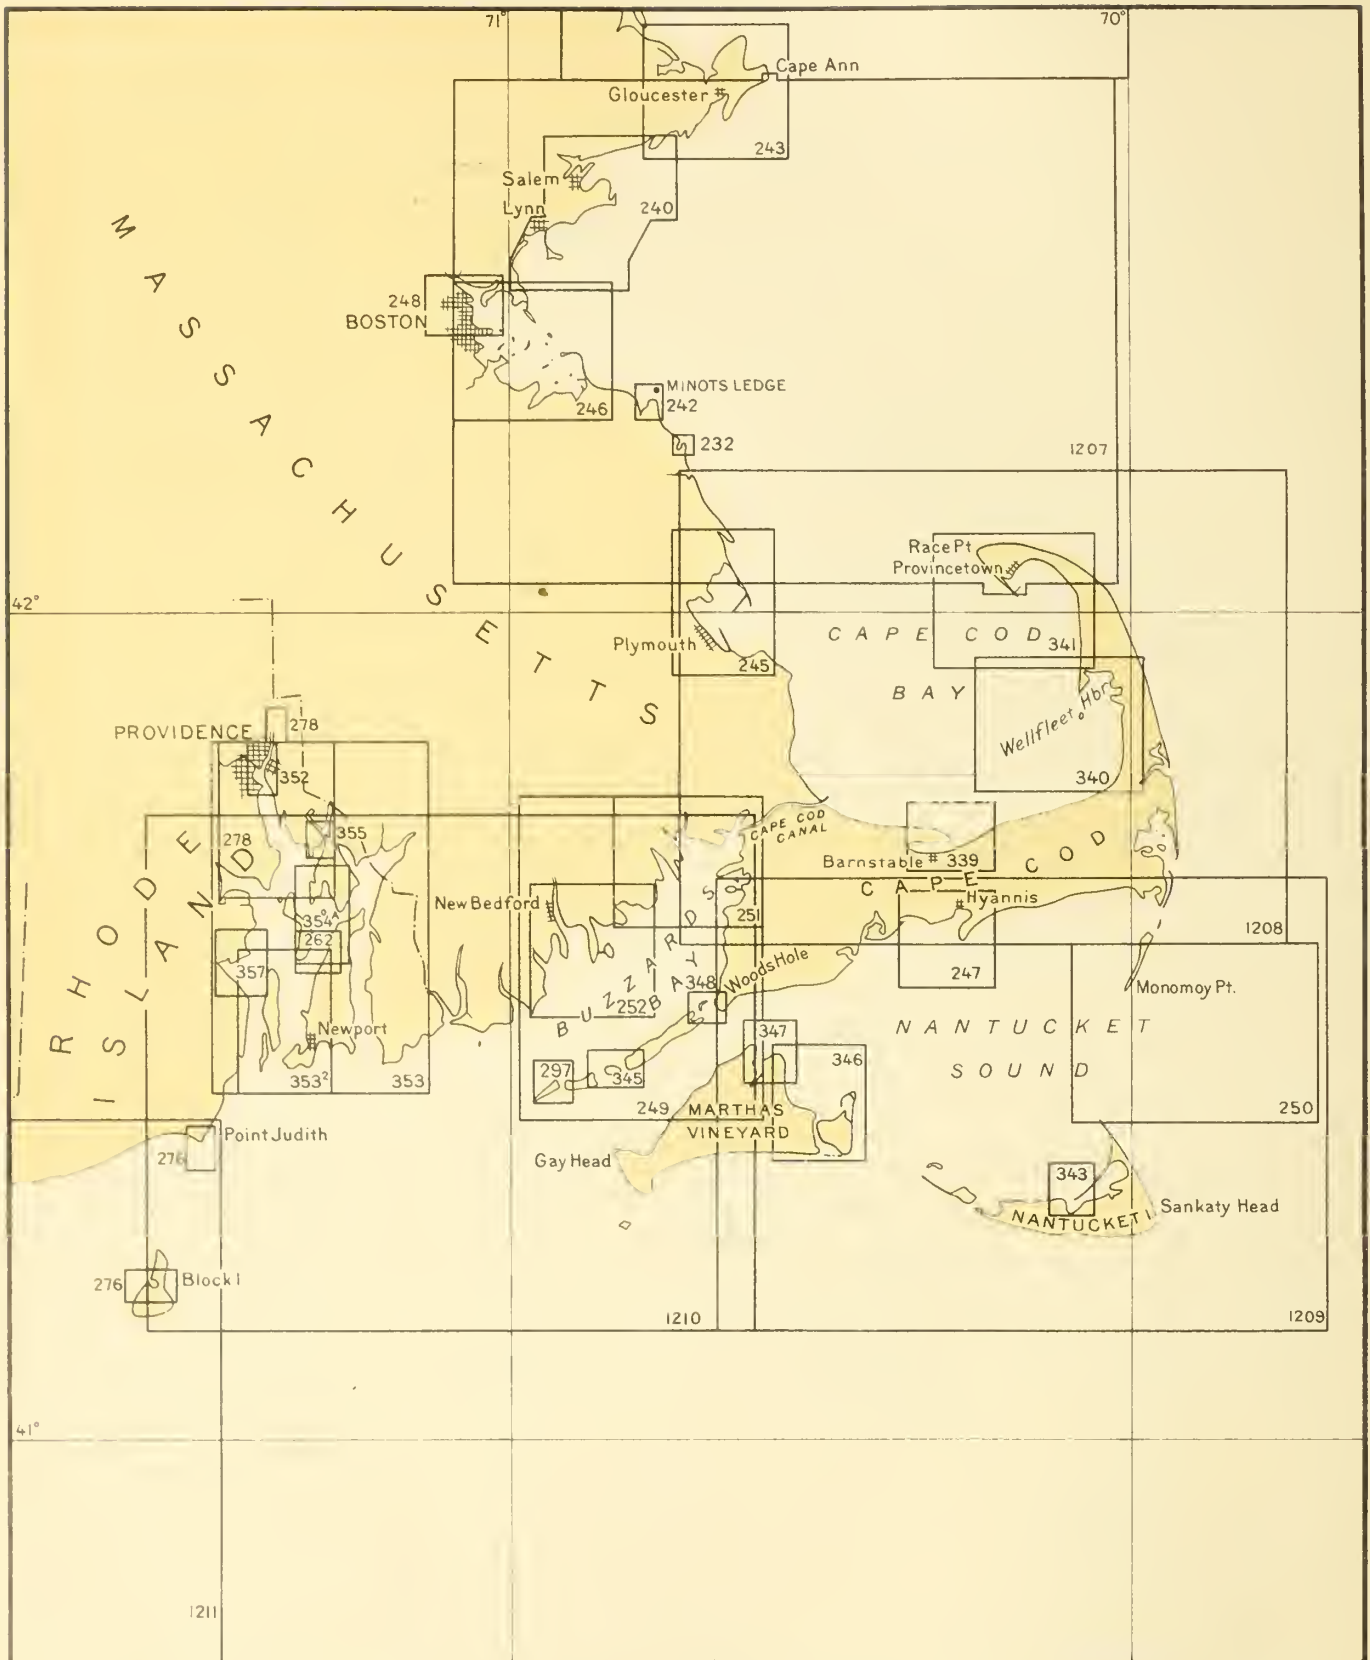 71°
70°
Cape Ann
Gloucester
243
Salem
Lynn
240
MASSACHUSETTS
248
BOSTON
MINOTS LEDGE
242
246
232
1207
Race Pt
Provincetown
42°
CAPE COD
BAY
341
Plymouth
245
Wellfleet Hbr
340
PROVIDENCE
278
352
278
355
CAPE COD
CANAL
Barnstable
339
CAPE COD
Hyannis
New Bedford
251
354
262
357
RHODE
ISLAND
BUZZARDS
BAY
252
348
Woods Hole
247
1208
Monomoy Pt.
NANTUCKET
SOUND
Newport
353²
353
297
345
249
347
346
MARTHAS
VINEYARD
250
Point Judith
276
Gay Head
343
NANTUCKET I
Sankaty Head
276
Block I
1210
1209
41°
1211